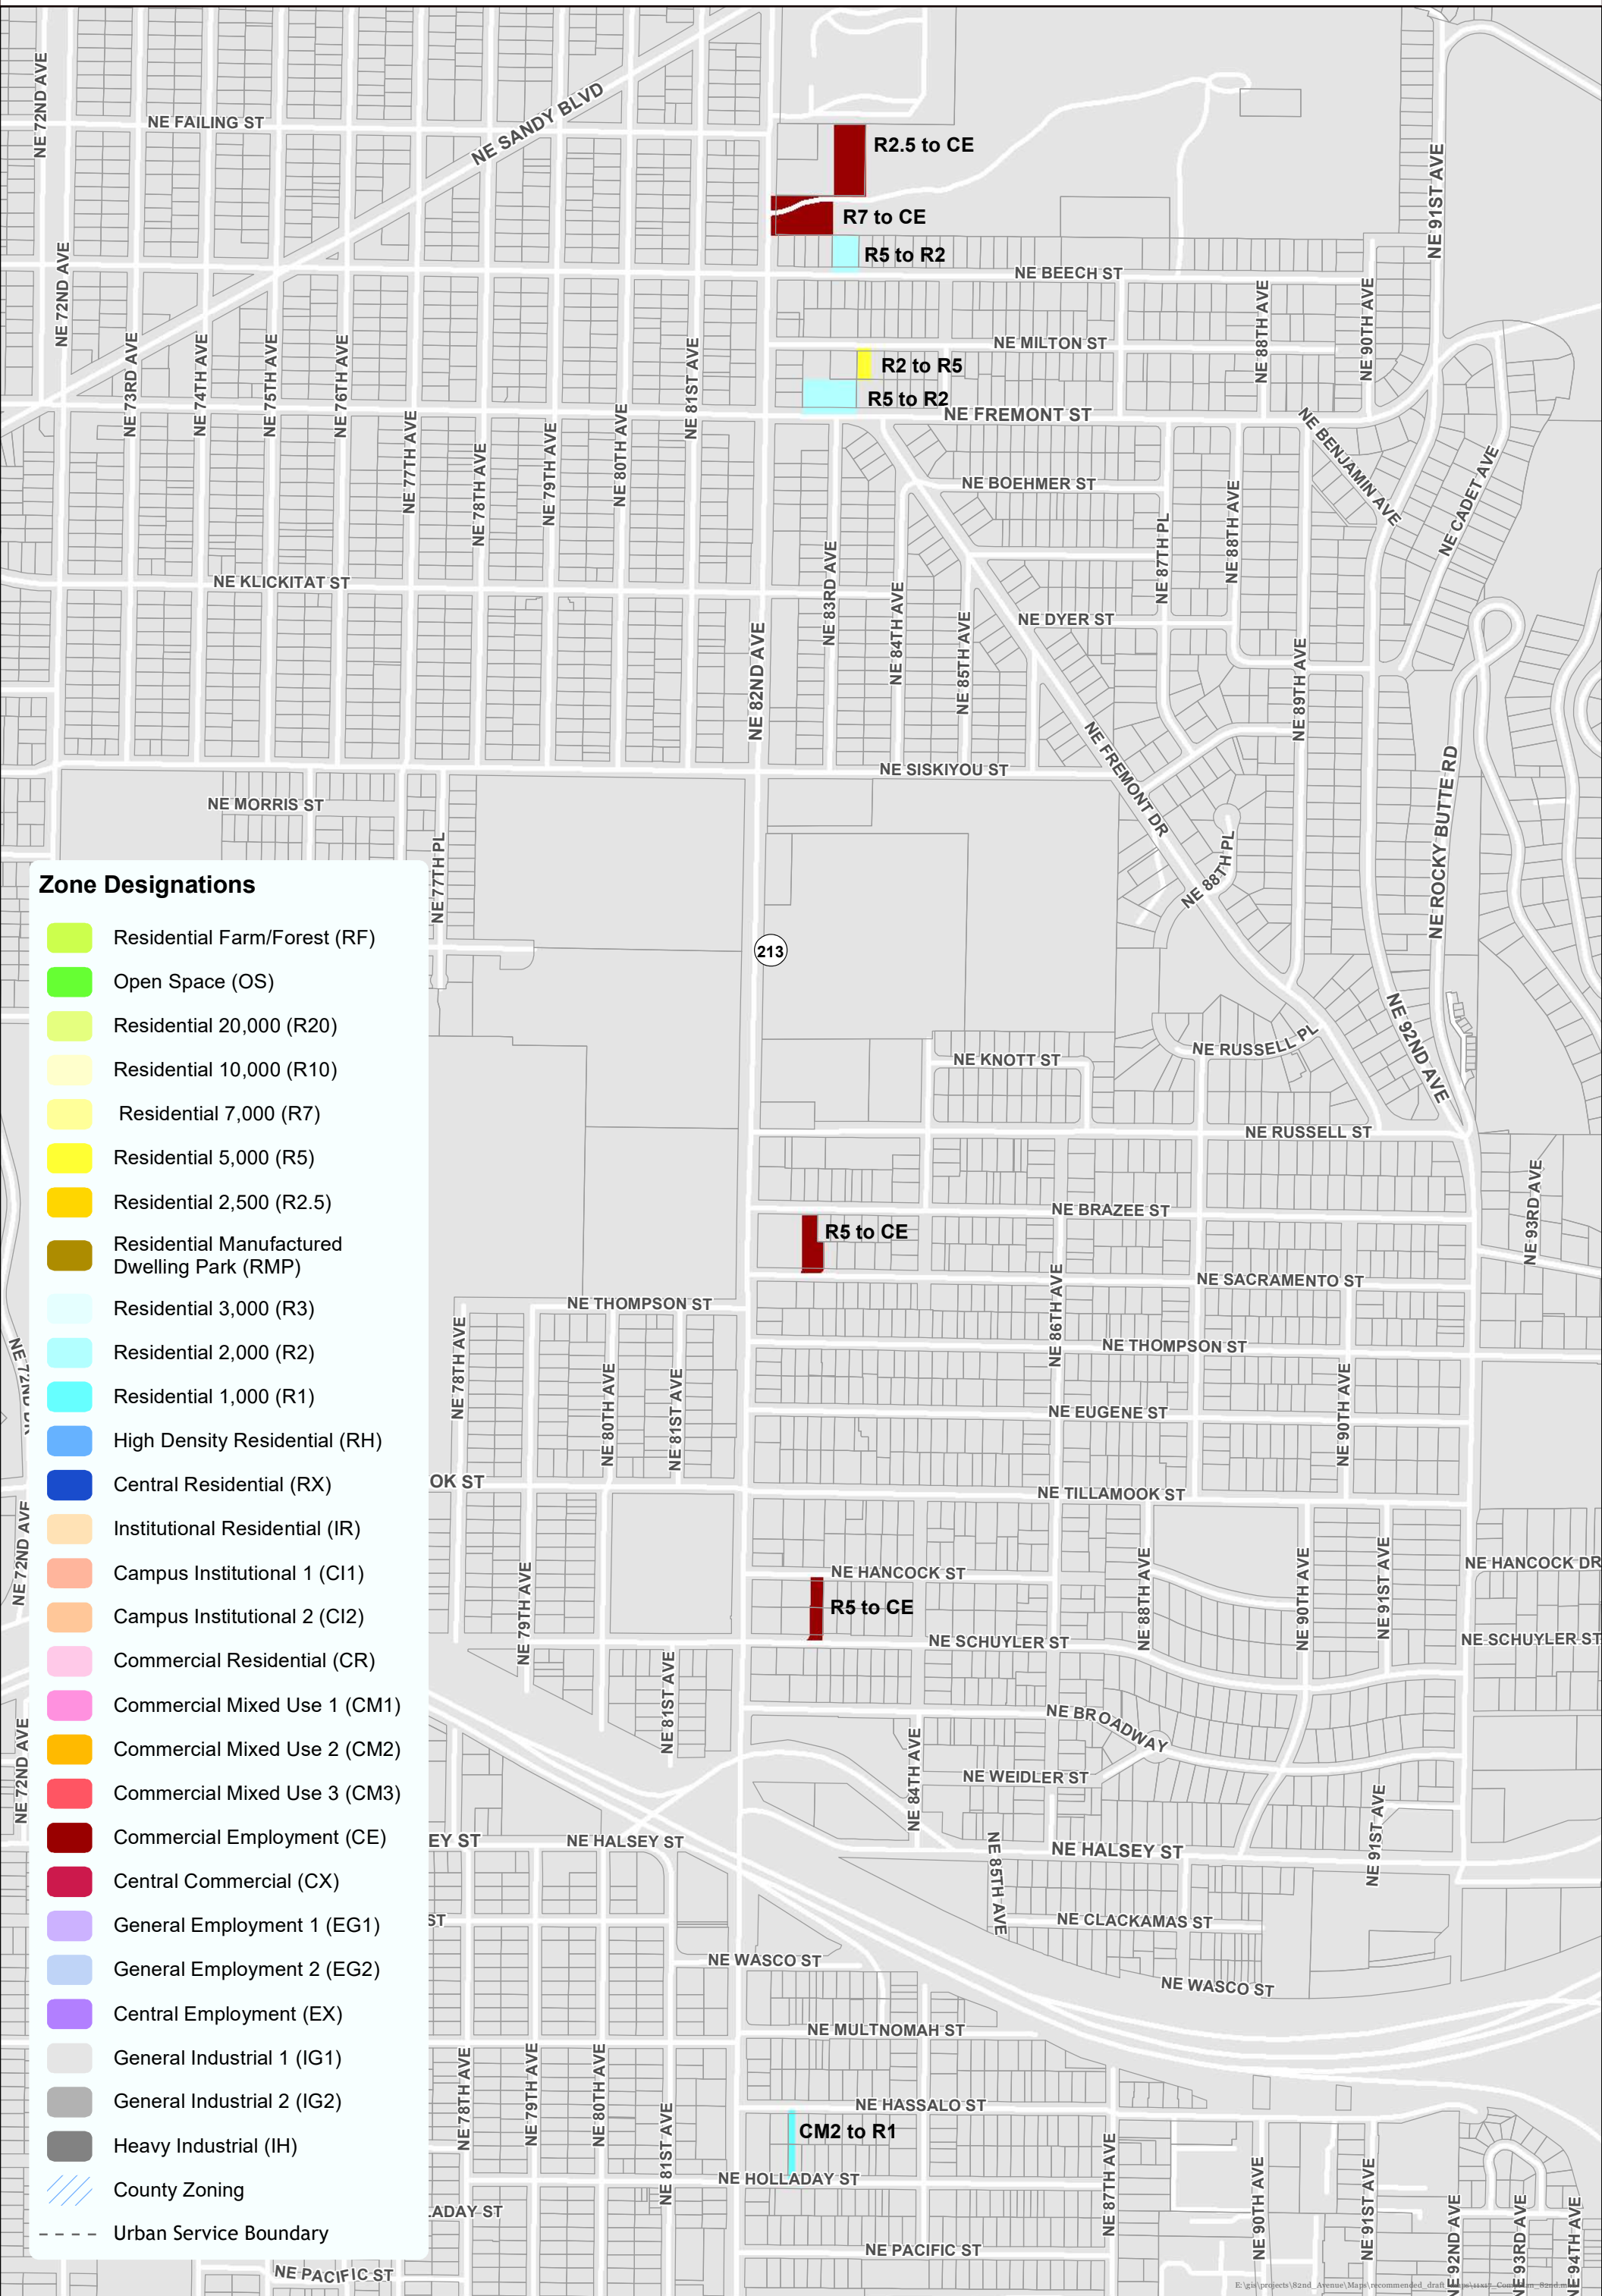 NE 72ND AVE
NE FAILING ST
NE SANDY BLVD
R2.5 to CE
NE 91ST AVE
R7 to CE
R5 to R2
NE BEECH ST
NE 72ND AVE
NE 73RD AVE
NE 74TH AVE
NE 75TH AVE
NE 76TH AVE
NE 81ST AVE
NE MILTON ST
NE 88TH AVE
NE 90TH AVE
R2 to R5
R5 to R2
NE FREMONT ST
NE 77TH AVE
NE 78TH AVE
NE 79TH AVE
NE 80TH AVE
NE BENJAMIN AVE
NE CADET AVE
NE BOEHMER ST
NE 87TH PL
NE 88TH AVE
NE KLICKITAT ST
NE 83RD AVE
NE 84TH AVE
NE 85TH AVE
NE DYER ST
NE 82ND AVE
NE 89TH AVE
NE SISKIYOU ST
NE FREMONT DR
NE ROCKY BUTTE RD
NE MORRIS ST
NE 77TH PL
NE 88TH PL
213
NE 92ND AVE
NE RUSSELL PL
NE KNOTT ST
NE RUSSELL ST
NE 93RD AVE
NE BRAZEE ST
R5 to CE
NE SACRAMENTO ST
NE 86TH AVE
NE THOMPSON ST
NE THOMPSON ST
NE 78TH AVE
NE 80TH AVE
NE 81ST AVE
NE EUGENE ST
NE 90TH AVE
OK ST
NE TILLAMOOK ST
NE HANCOCK ST
NE HANCOCK DR
R5 to CE
NE 79TH AVE
NE 88TH AVE
NE 90TH AVE
NE 91ST AVE
NE SCHUYLER ST
NE SCHUYLER ST
NE 81ST AVE
NE BROADWAY
NE 84TH AVE
NE WEIDLER ST
NE 91ST AVE
EY ST
NE HALSEY ST
NE HALSEY ST
NE 85TH AVE
ST
NE CLACKAMAS ST
NE WASCO ST
NE WASCO ST
NE MULTNOMAH ST
NE 78TH AVE
NE 79TH AVE
NE 80TH AVE
NE 81ST AVE
NE HASSALO ST
CM2 to R1
NE HOLLADAY ST
NE 87TH AVE
NE 90TH AVE
NE 91ST AVE
NE 92ND AVE
NE 93RD AVE
NE 94TH AVE
LADAY ST
NE PACIFIC ST
NE PACIFIC ST
NE 72ND DR
NE 72ND AVE
NE 72ND AVE
Zone Designations
Residential Farm/Forest (RF)
Open Space (OS)
Residential 20,000 (R20)
Residential 10,000 (R10)
Residential 7,000 (R7)
Residential 5,000 (R5)
Residential 2,500 (R2.5)
Residential Manufactured
Dwelling Park (RMP)
Residential 3,000 (R3)
Residential 2,000 (R2)
Residential 1,000 (R1)
High Density Residential (RH)
Central Residential (RX)
Institutional Residential (IR)
Campus Institutional 1 (CI1)
Campus Institutional 2 (CI2)
Commercial Residential (CR)
Commercial Mixed Use 1 (CM1)
Commercial Mixed Use 2 (CM2)
Commercial Mixed Use 3 (CM3)
Commercial Employment (CE)
Central Commercial (CX)
General Employment 1 (EG1)
General Employment 2 (EG2)
Central Employment (EX)
General Industrial 1 (IG1)
General Industrial 2 (IG2)
Heavy Industrial (IH)
County Zoning
Urban Service Boundary